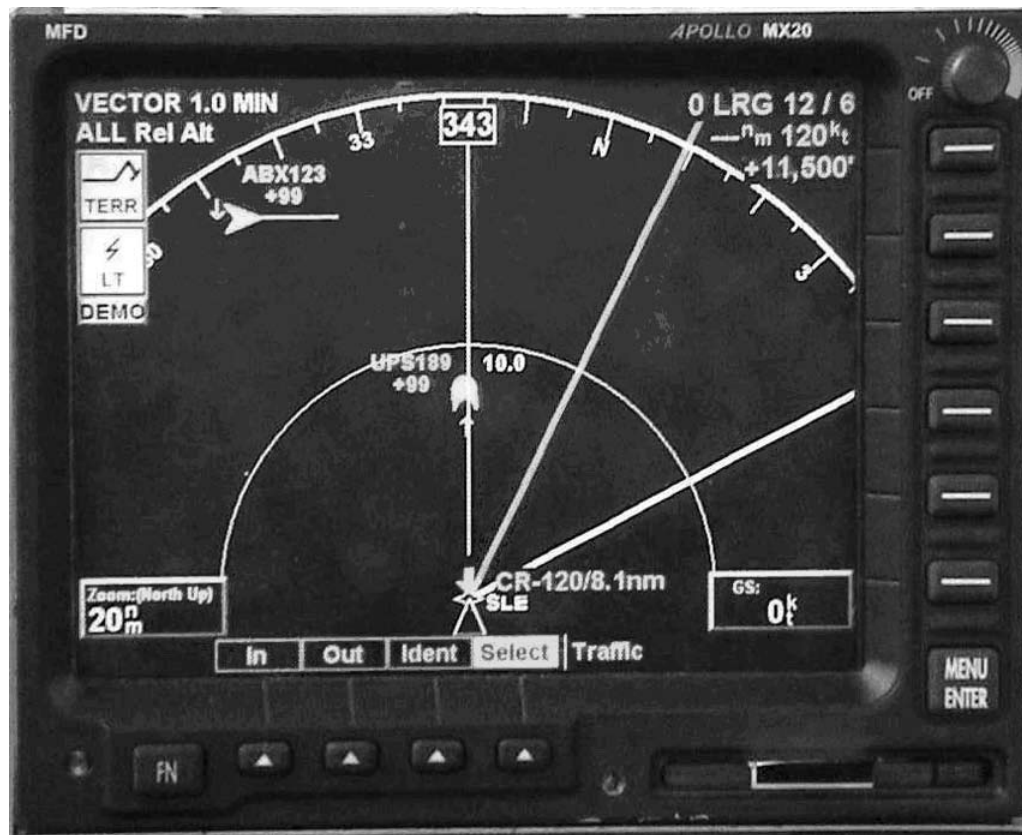 MFD
APOLLO MX20
OFF
VECTOR 1.0 MIN
0 LRG 12 / 6
ALL Rel Alt
343
33
N
---nm 120kt
+11,500'
TERR
ABX123
+99
LT
3
DEMO
UPS189
10.0
+99
CR-120/8.1nm
SLE
Zoom:(North Up)
20nm
GS:
0kt
In
Out
Ident
Select
Traffic
MENU
ENTER
FN